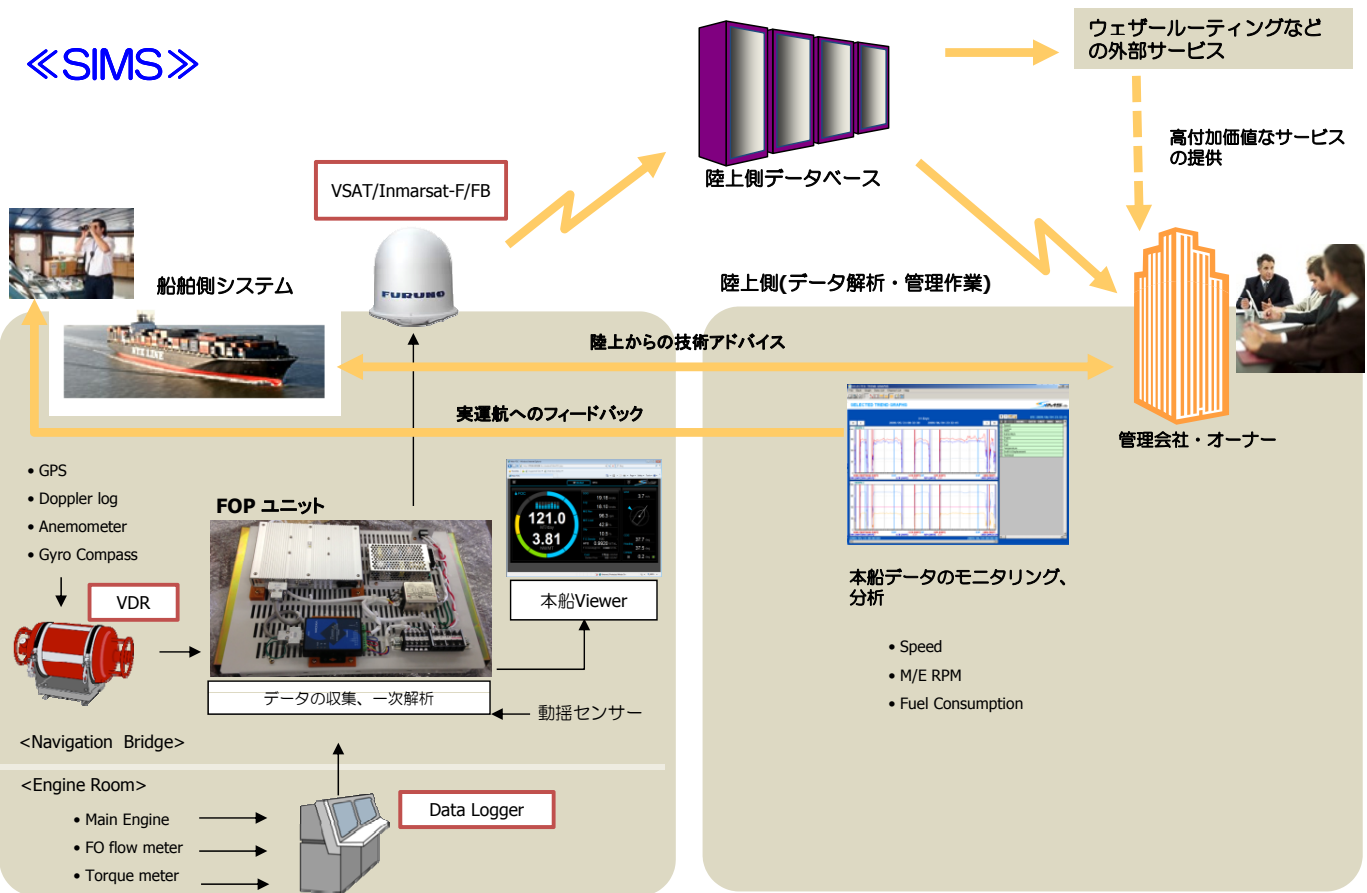 ≪SIMS≫
ウェザールーティングなど
の外部サービス
高付加価値なサービス
の提供
陸上側データベース
VSAT/Inmarsat-F/FB
FURUNO
船舶側システム
陸上側(データ解析・管理作業)
陸上からの技術アドバイス
実運航へのフィードバック
管理会社・オーナー
• GPS
• Doppler log
• Anemometer
• Gyro Compass
VDR
FOP ユニット
121.0
3.81
本船Viewer
データの収集、一次解析
動揺センサー
<Navigation Bridge>
<Engine Room>
• Main Engine
• FO flow meter
• Torque meter
Data Logger
SELECTED TREND GRAPHS
本船データのモニタリング、
分析
• Speed
• M/E RPM
• Fuel Consumption